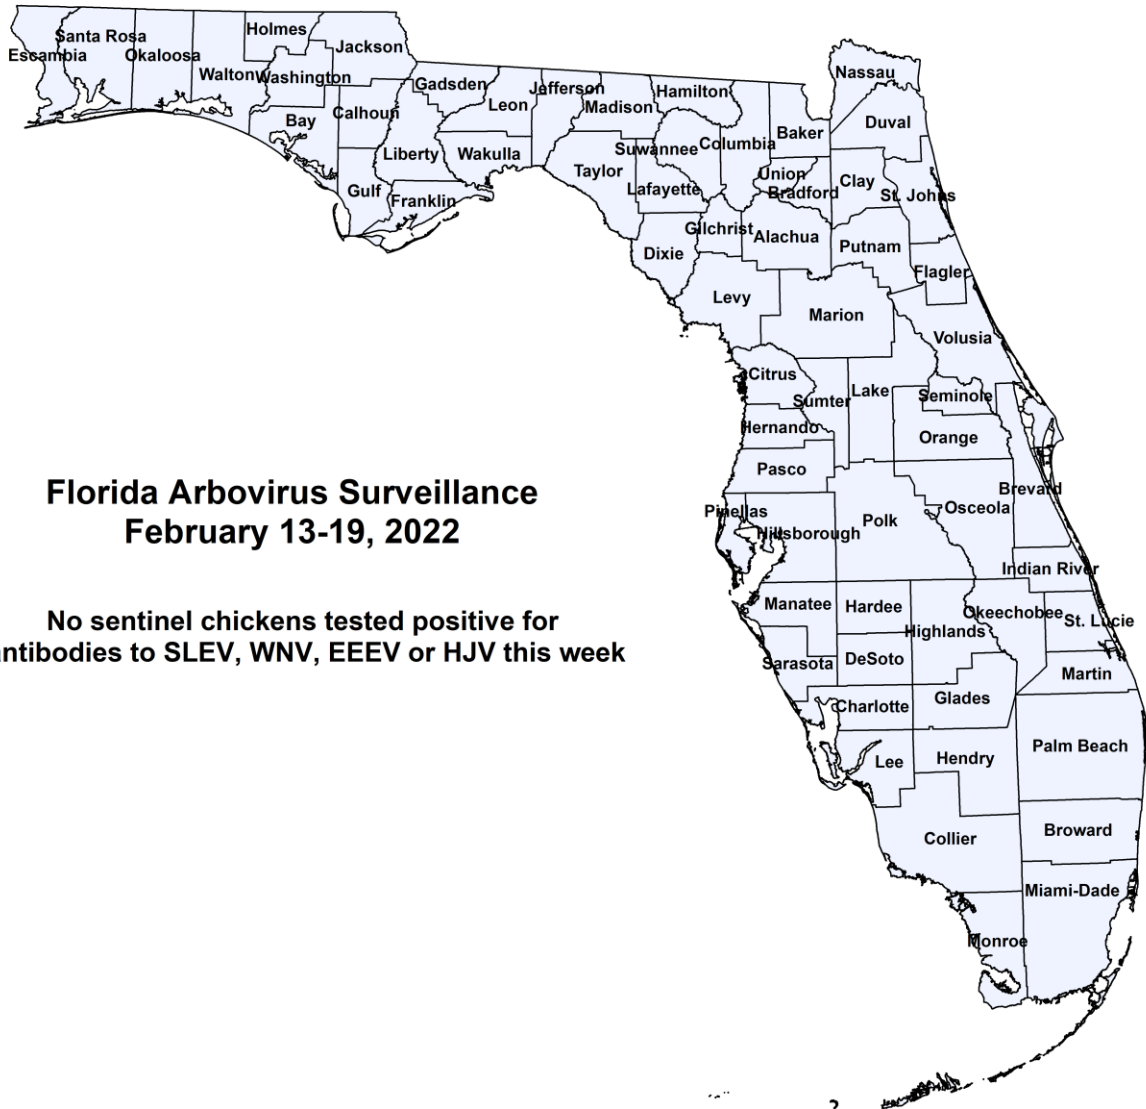 Holmes
Santa Rosa
Jackson
Escambia
Okaloosa
Walton
Washington
Nassau
Gadsden
Jefferson
Hamilton
Leon
Madison
Calhoun
Bay
Duval
Baker
Columbia
Suwannee
Liberty
Wakulla
Taylor
Union
Clay
Lafayette
Bradford
St. Johns
Gulf
Franklin
Gilchrist
Alachua
Putnam
Dixie
Flagler
Levy
Marion
Volusia
Citrus
Lake
Sumter
Seminole
Hernando
Orange
Pasco
Florida Arbovirus Surveillance
February 13-19, 2022
Brevard
Osceola
Pinellas
Polk
Hillsborough
Indian River
Manatee
Hardee
Okeechobee
St. Lucie
No sentinel chickens tested positive for
antibodies to SLEV, WNV, EEEV or HJV this week
Highlands
Sarasota
DeSoto
Martin
Glades
Charlotte
Palm Beach
Lee
Hendry
Broward
Collier
Miami-Dade
Monroe